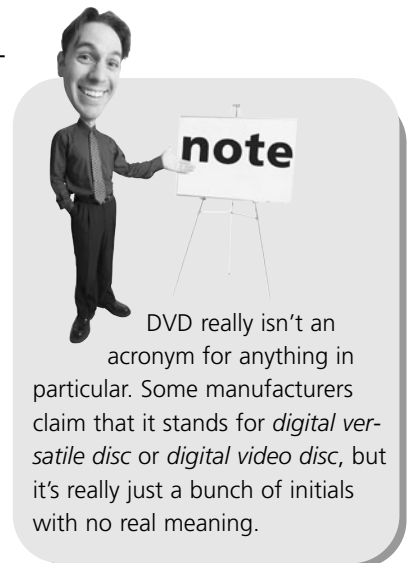 note
DVD really isn't an
acronym for anything in
particular. Some manufacturers
claim that it stands for digital ver-
satile disc or digital video disc, but
it's really just a bunch of initials
with no real meaning.